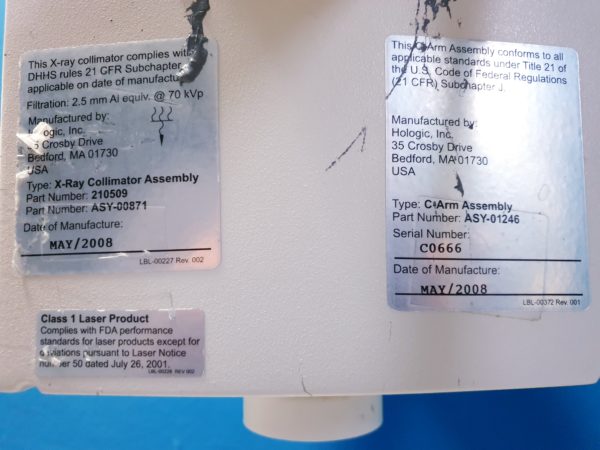 This X-ray collimator complies with
DHHS rules 21 CFR Subchapter
applicable on date of manufacture
Filtration: 2.5 mm Al equiv. @ 70 kVp
Manufactured by:
Hologic, Inc.
35 Crosby Drive
Bedford, MA 01730
USA
Type: X-Ray Collimator Assembly
Part Number: 210509
Part Number: ASY-00871
Date of Manufacture:
MAY/2008
LBL-00227 Rev. 002
Class 1 Laser Product
Complies with FDA performance
standards for laser products except for
deviations pursuant to Laser Notice
number 50 dated July 26, 2001.
LBL-00228 REV 002
This C-Arm Assembly conforms to all
applicable standards under Title 21 of
the U.S. Code of Federal Regulations
(21 CFR) Subchapter J.
Manufactured by:
Hologic, Inc.
35 Crosby Drive
Bedford, MA 01730
USA
Type: C-Arm Assembly
Part Number: ASY-01246
Serial Number:
C0666
Date of Manufacture:
MAY/2008
LBL-00372 Rev. 001